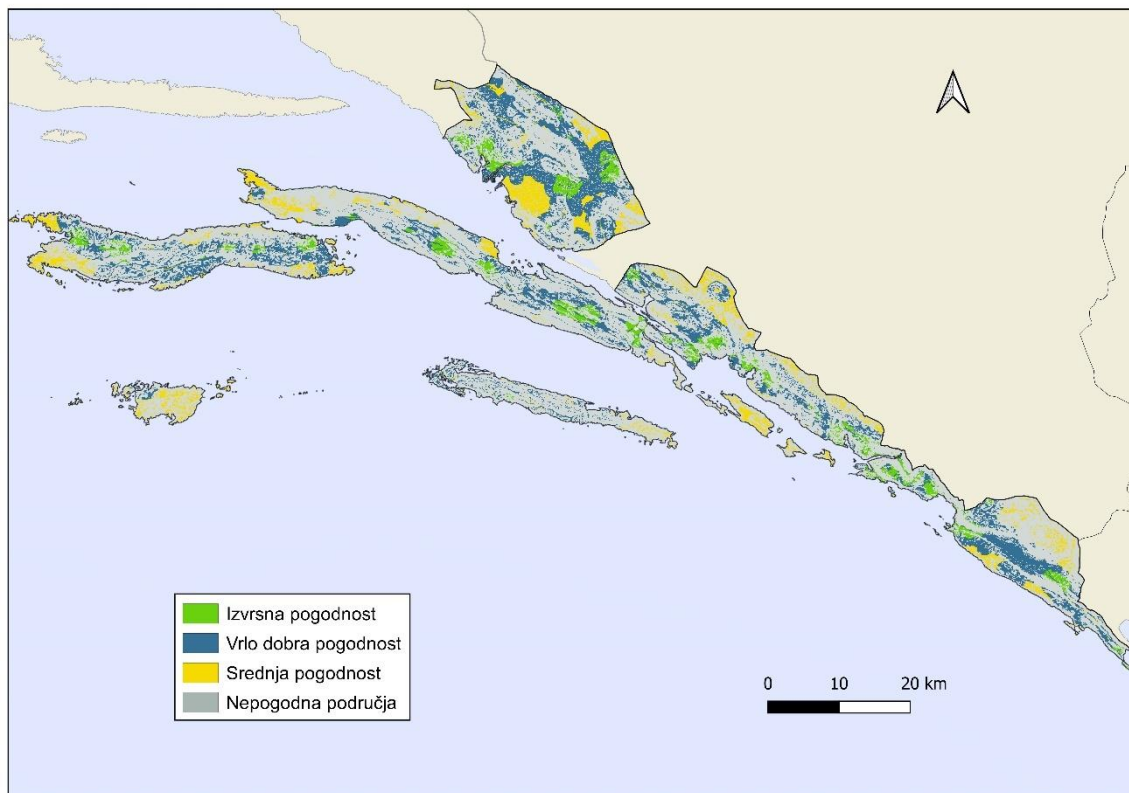 Izvrsna pogodnost
Vrlo dobra pogodnost
Srednja pogodnost
Nepogodna područja
0 10 20 km